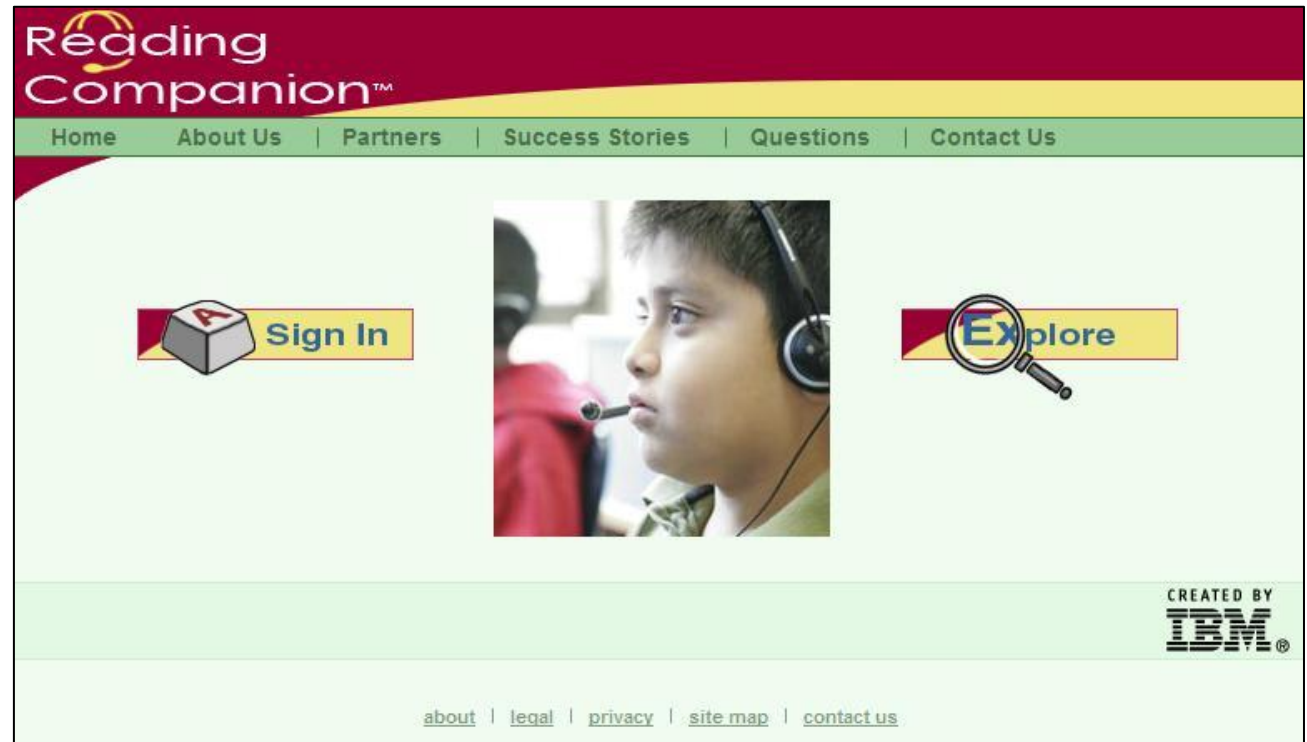 Reading
Companion™
Home About Us | Partners | Success Stories | Questions | Contact Us
A Sign In
Explore
CREATED BY
IBM®
about | legal | privacy | site map | contact us